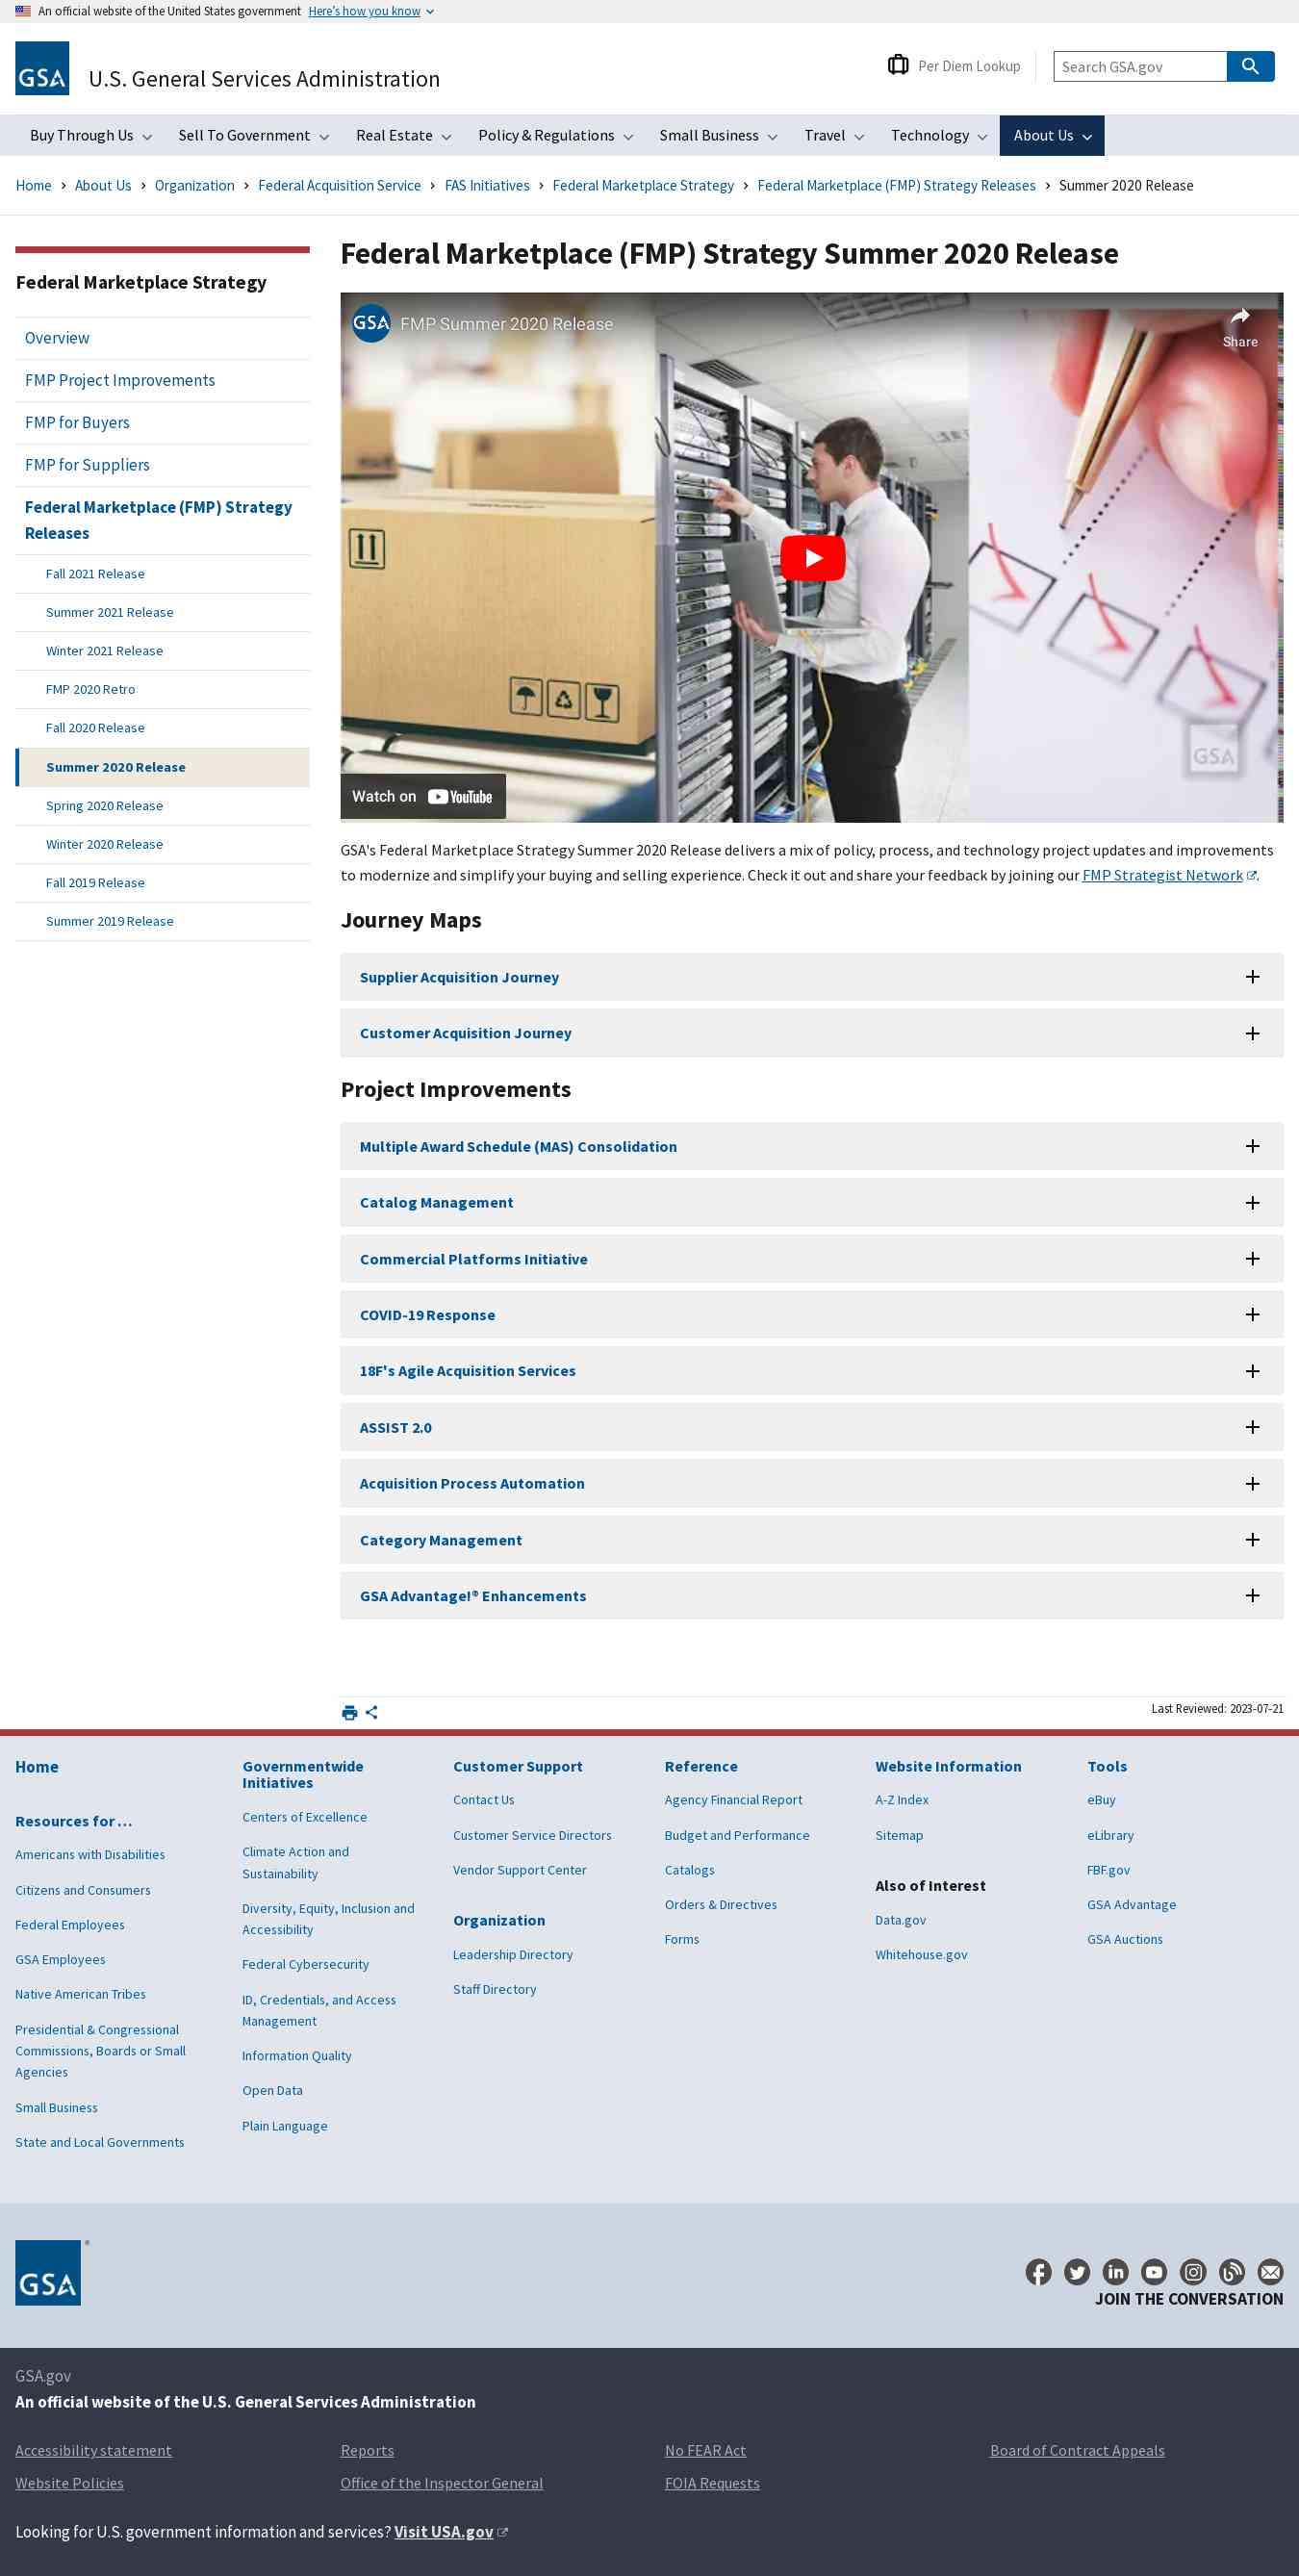 An official website of the United States government Here's how you know
GSA
U.S. General Services Administration
Per Diem Lookup
Search GSA.gov
Buy Through Us
Sell To Government
Real Estate
Policy & Regulations
Small Business
Travel
Technology
About Us
Home > About Us > Organization > Federal Acquisition Service > FAS Initiatives > Federal Marketplace Strategy > Federal Marketplace (FMP) Strategy Releases > Summer 2020 Release
Federal Marketplace Strategy
Overview
FMP Project Improvements
FMP for Buyers
FMP for Suppliers
Federal Marketplace (FMP) Strategy
Releases
Fall 2021 Release
Summer 2021 Release
Winter 2021 Release
FMP 2020 Retro
Fall 2020 Release
Summer 2020 Release
Spring 2020 Release
Winter 2020 Release
Fall 2019 Release
Summer 2019 Release
Federal Marketplace (FMP) Strategy Summer 2020 Release
GSA
FMP Summer 2020 Release
Share
GSA
Watch on YouTube
GSA's Federal Marketplace Strategy Summer 2020 Release delivers a mix of policy, process, and technology project updates and improvements
to modernize and simplify your buying and selling experience. Check it out and share your feedback by joining our FMP Strategist Network.
Journey Maps
Supplier Acquisition Journey
Customer Acquisition Journey
Project Improvements
Multiple Award Schedule (MAS) Consolidation
Catalog Management
Commercial Platforms Initiative
COVID-19 Response
18F's Agile Acquisition Services
ASSIST 2.0
Acquisition Process Automation
Category Management
GSA Advantage!® Enhancements
Last Reviewed: 2023-07-21
Home
Resources for …
Americans with Disabilities
Citizens and Consumers
Federal Employees
GSA Employees
Native American Tribes
Presidential & Congressional
Commissions, Boards or Small
Agencies
Small Business
State and Local Governments
Governmentwide
Initiatives
Centers of Excellence
Climate Action and
Sustainability
Diversity, Equity, Inclusion and
Accessibility
Federal Cybersecurity
ID, Credentials, and Access
Management
Information Quality
Open Data
Plain Language
Customer Support
Contact Us
Customer Service Directors
Vendor Support Center
Organization
Leadership Directory
Staff Directory
Reference
Agency Financial Report
Budget and Performance
Catalogs
Orders & Directives
Forms
Website Information
A-Z Index
Sitemap
Also of Interest
Data.gov
Whitehouse.gov
Tools
eBuy
eLibrary
FBF.gov
GSA Advantage
GSA Auctions
GSA®
JOIN THE CONVERSATION
GSA.gov
An official website of the U.S. General Services Administration
Accessibility statement
Reports
No FEAR Act
Board of Contract Appeals
Website Policies
Office of the Inspector General
FOIA Requests
Looking for U.S. government information and services? Visit USA.gov